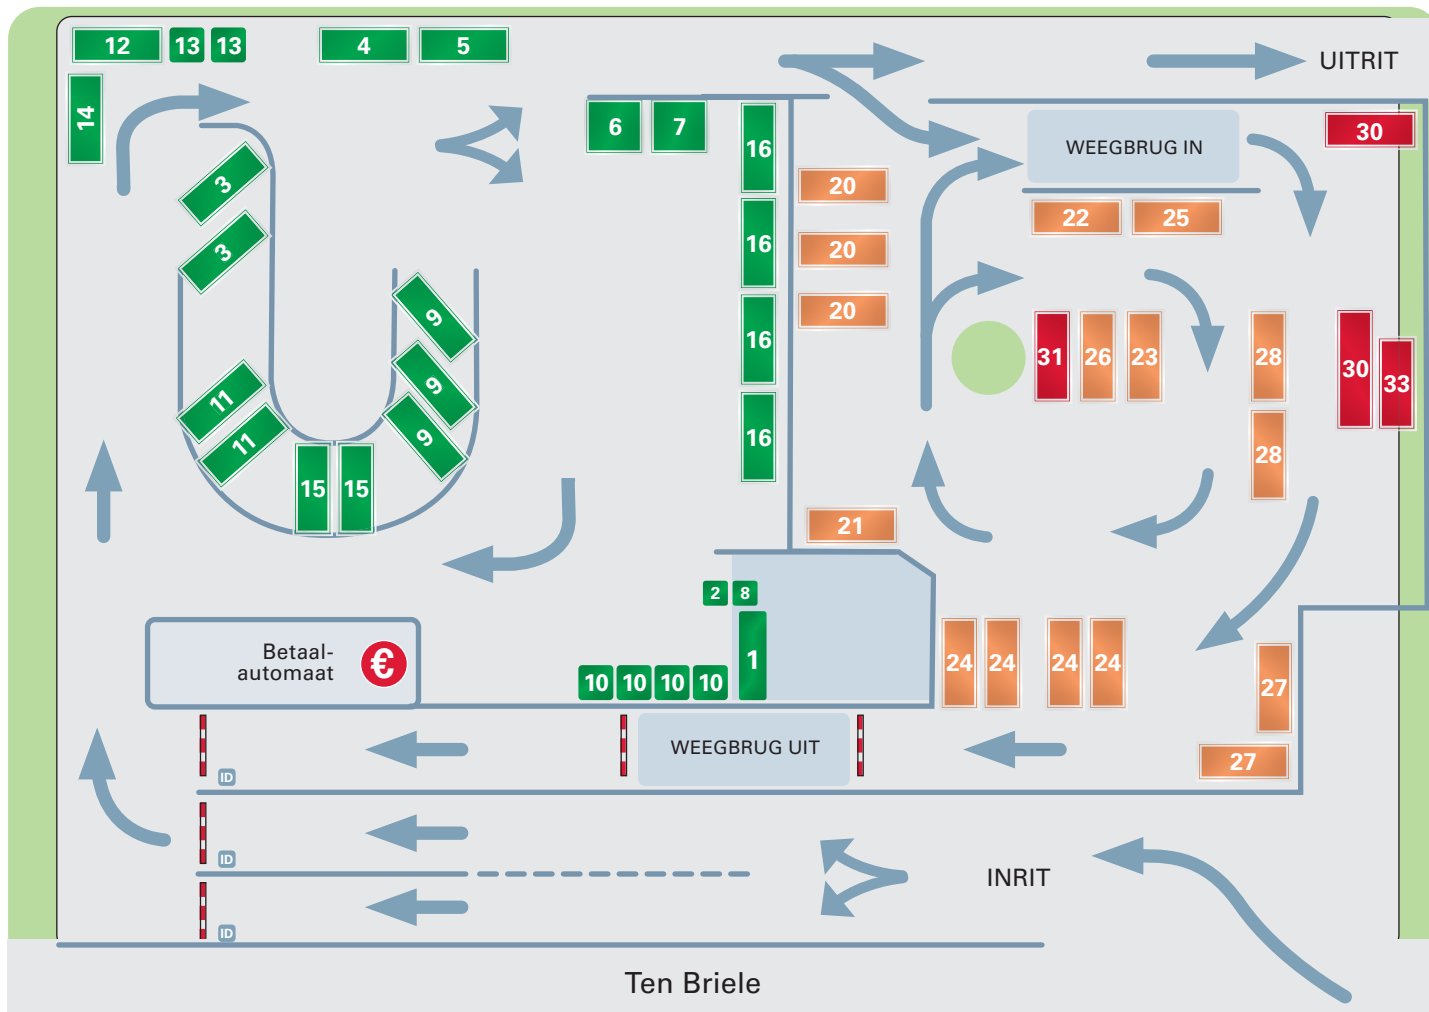 12 13 13 4 5
UITRIT
14
6 7 16
30
WEEGBRUG IN
3
20
22 25
3
16
20
9
20
16
31 26 23 28 30 33
9
11
11
9
16
28
15 15
21
2 8
Betaal-
automaat
€
1
10 10 10 10
24 24 24 24
27
WEEGBRUG UIT
27
ID
ID
INRIT
ID
Ten Briele